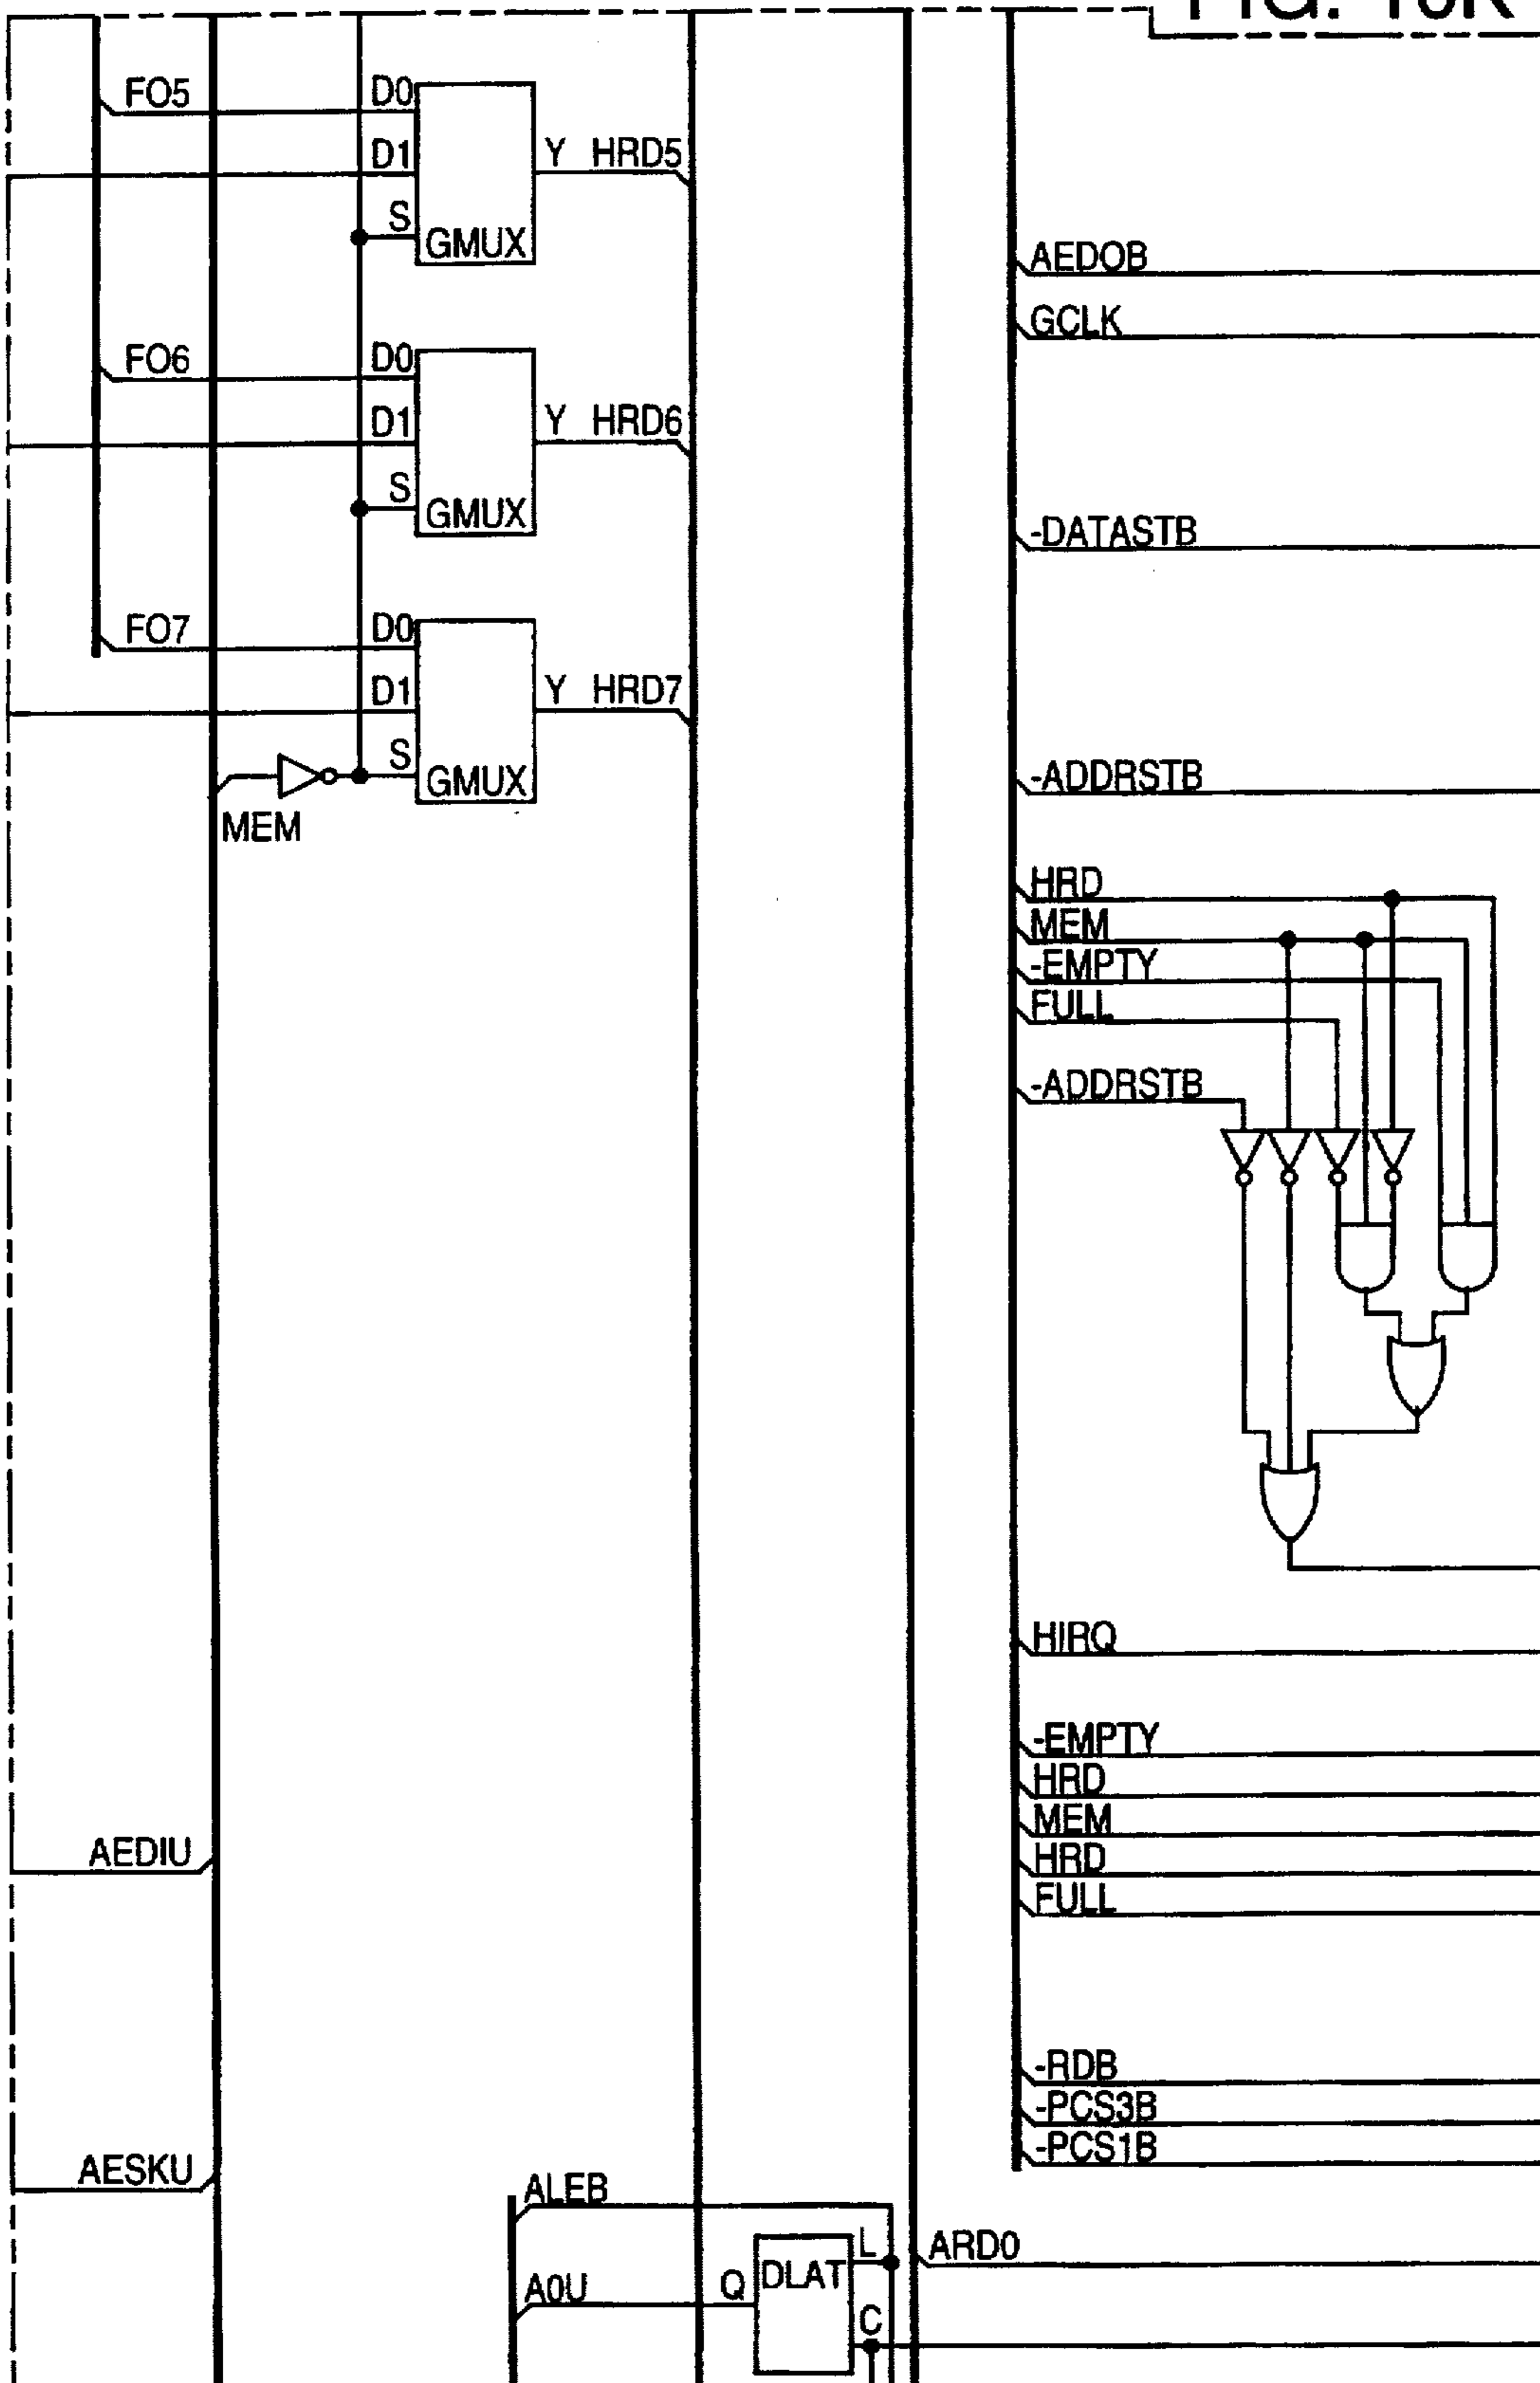 FO5 D0
D1 Y HRD5
S
GMUX
FO6 D0
D1 Y HRD6
S
GMUX
FO7 D0
D1 Y HRD7
S
GMUX
MEM
AEDIU
AESKU
ALEB
L
DLAT
A0U Q
C
FIG.
AEDOB
GCLK
-DATASTB
-ADDRSTB
HRD
MEM
-EMPTY
FULL
-ADDRSTB
HIRQ
-EMPTY
HRD
MEM
HRD
FULL
-RDB
-PCS3B
-PCS1B
ARD0